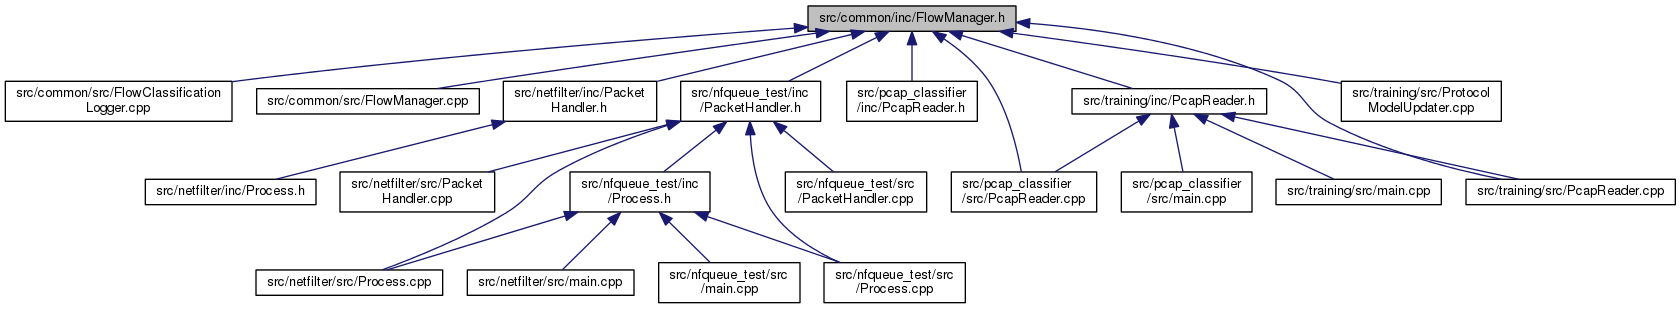 src/common/inc/FlowManager.h
src/common/src/FlowClassification
Logger.cpp
src/common/src/FlowManager.cpp
src/netfilter/inc/Packet
Handler.h
src/nfqueue_test/inc
/PacketHandler.h
src/pcap_classifier
/inc/PcapReader.h
src/training/inc/PcapReader.h
src/training/src/Protocol
ModelUpdater.cpp
src/netfilter/inc/Process.h
src/netfilter/src/Packet
Handler.cpp
src/nfqueue_test/inc
/Process.h
src/nfqueue_test/src
/PacketHandler.cpp
src/pcap_classifier
/src/PcapReader.cpp
src/pcap_classifier
/src/main.cpp
src/training/src/main.cpp
src/training/src/PcapReader.cpp
src/netfilter/src/Process.cpp
src/netfilter/src/main.cpp
src/nfqueue_test/src
/main.cpp
src/nfqueue_test/src
/Process.cpp